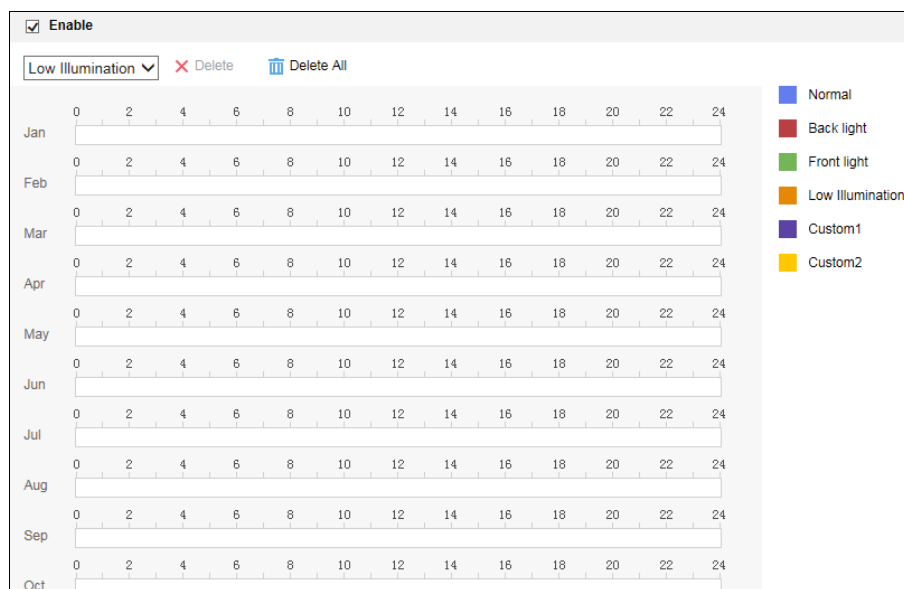 Enable
Low Illumination Delete Delete All
Normal
Back light
Front light
Low Illumination
Custom1
Custom2
0 2 4 6 8 10 12 14 16 18 20 22 24
Jan
0 2 4 6 8 10 12 14 16 18 20 22 24
Feb
0 2 4 6 8 10 12 14 16 18 20 22 24
Mar
0 2 4 6 8 10 12 14 16 18 20 22 24
Apr
0 2 4 6 8 10 12 14 16 18 20 22 24
May
0 2 4 6 8 10 12 14 16 18 20 22 24
Jun
0 2 4 6 8 10 12 14 16 18 20 22 24
Jul
0 2 4 6 8 10 12 14 16 18 20 22 24
Aug
0 2 4 6 8 10 12 14 16 18 20 22 24
Sep
0 2 4 6 8 10 12 14 16 18 20 22 24
Oct